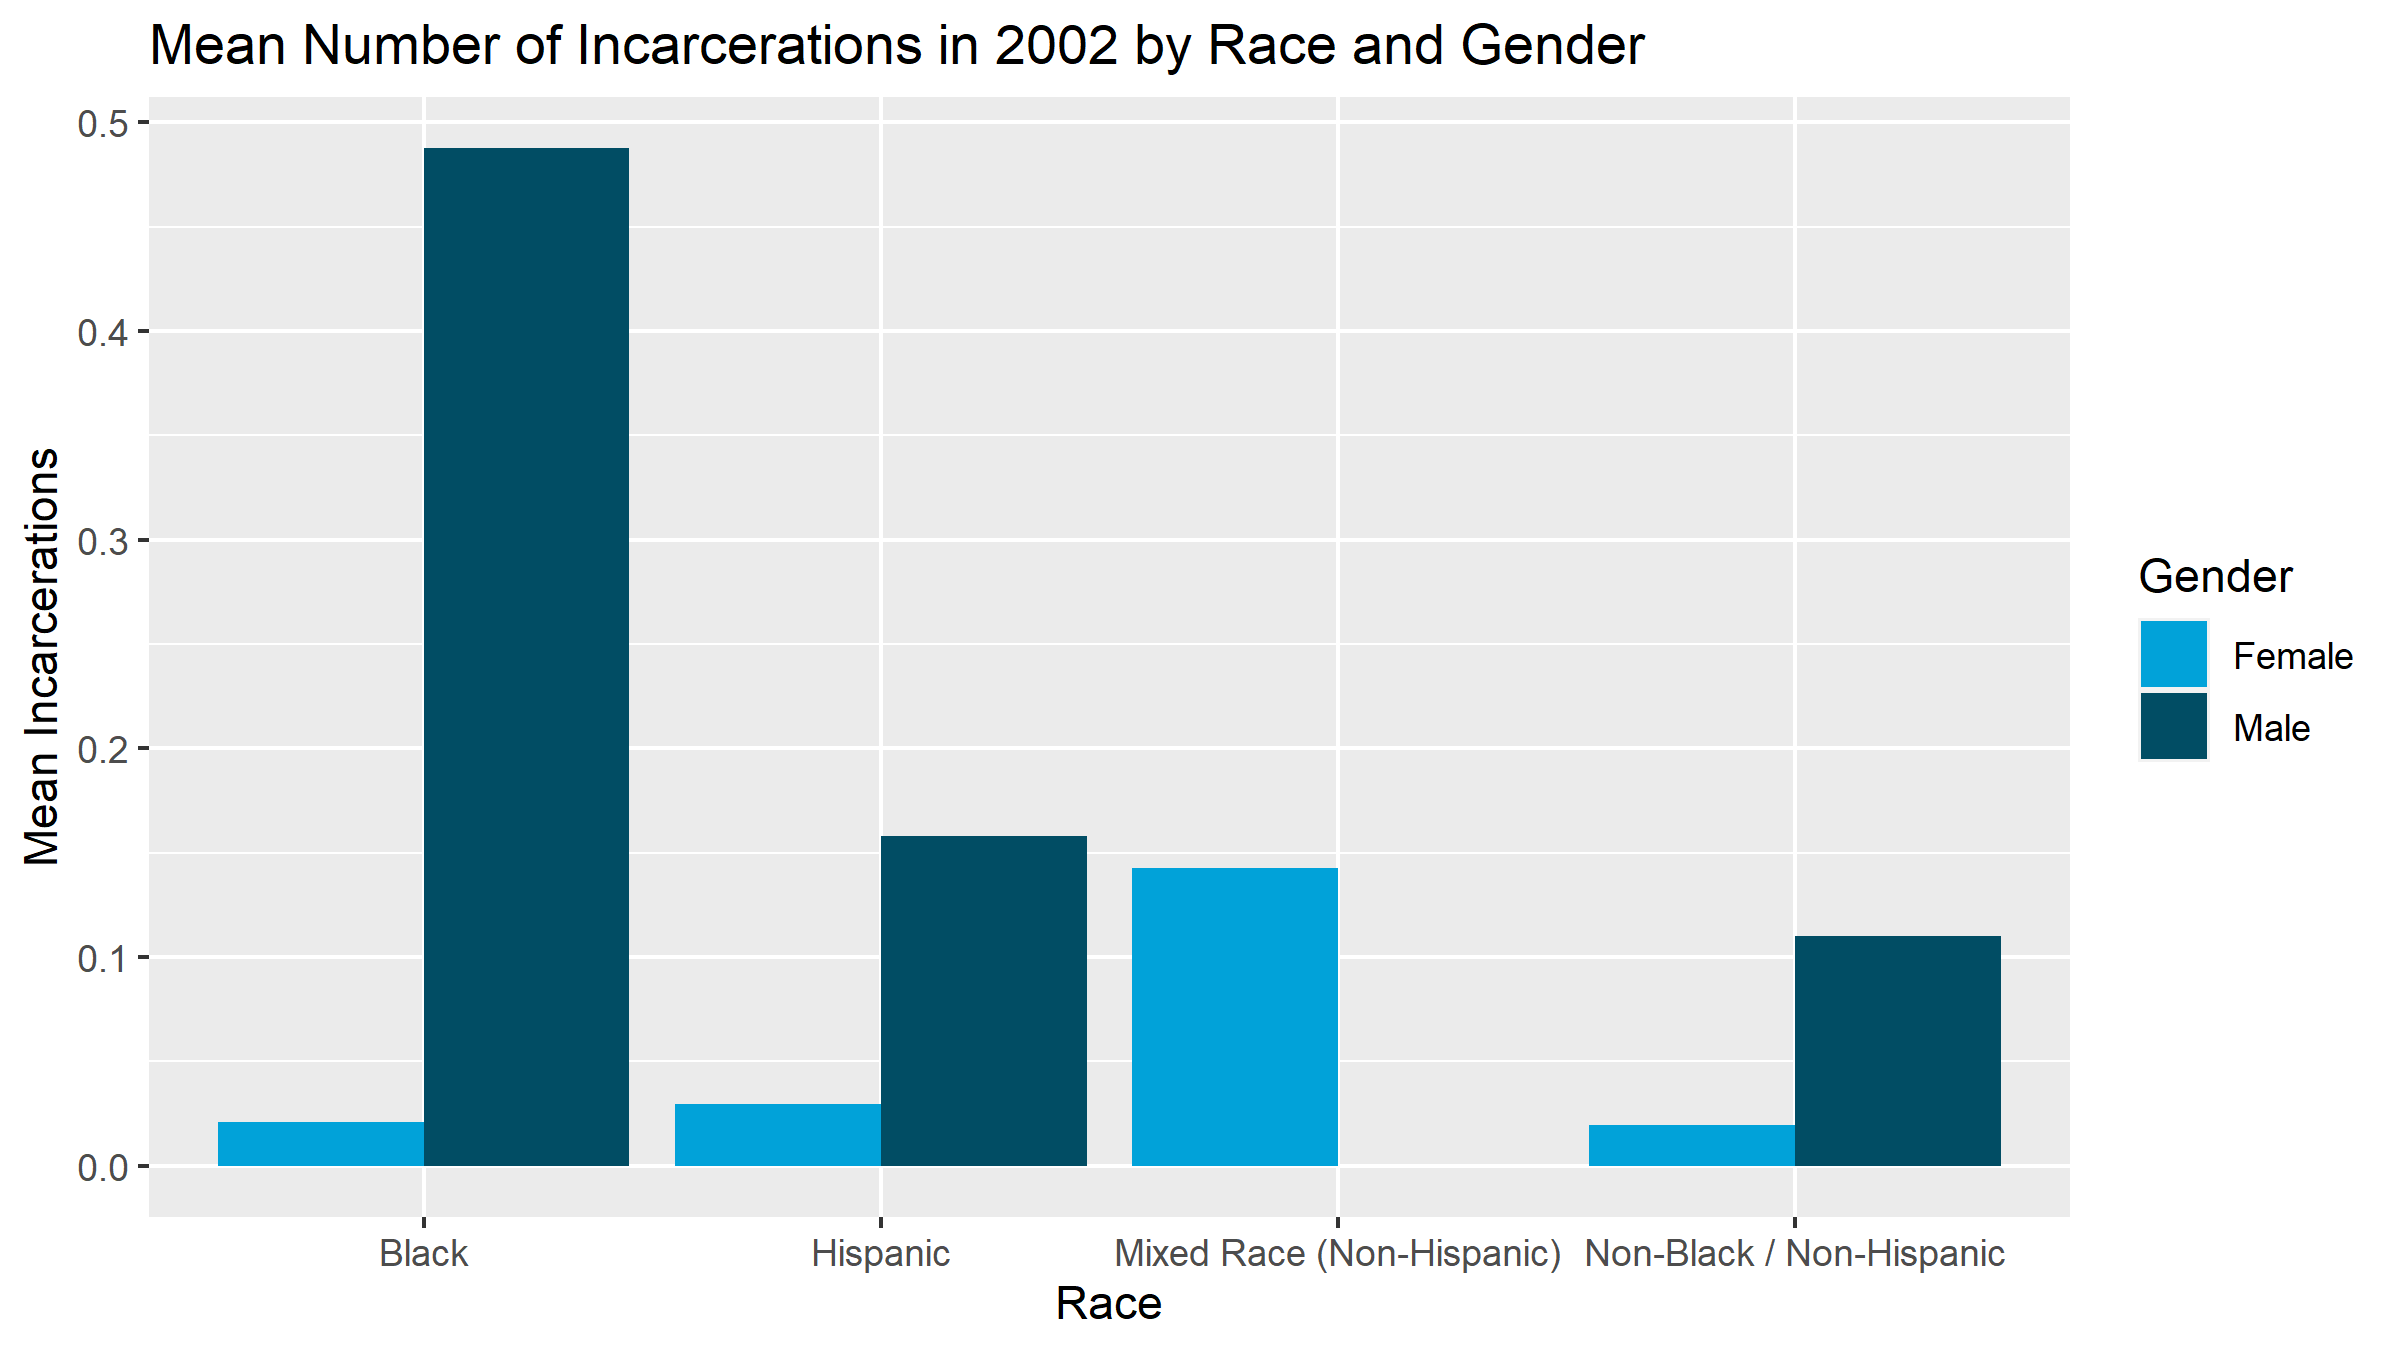 Mean Number of Incarcerations in 2002 by Race and Gender
Mean Incarcerations
0.5
0.4
0.3
0.2
0.1
0.0
Black
Hispanic
Mixed Race (Non-Hispanic)
Non-Black / Non-Hispanic
Race
Gender
Female
Male